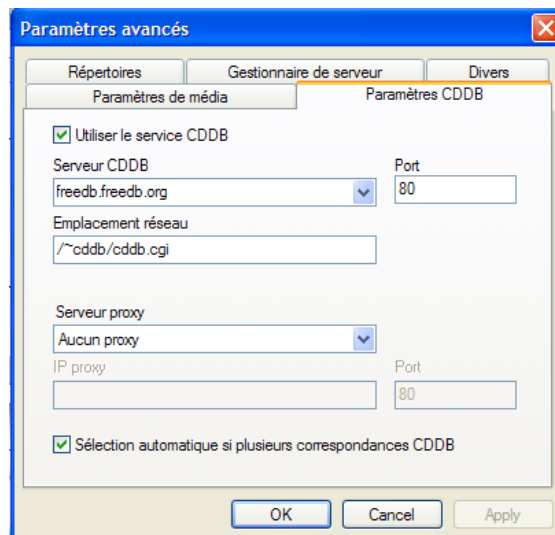 Paramètres avancés
Répertoires Gestionnaire de serveur Divers
Paramètres de média Paramètres CDDB
Utiliser le service CDDB
Serveur CDDB Port
freedb.freedb.org 80
Emplacement réseau
/~cddb/cddb.cgi
Serveur proxy
Aucun proxy
IP proxy Port
80
Sélection automatique si plusieurs correspondances CDDB
OK Cancel Apply